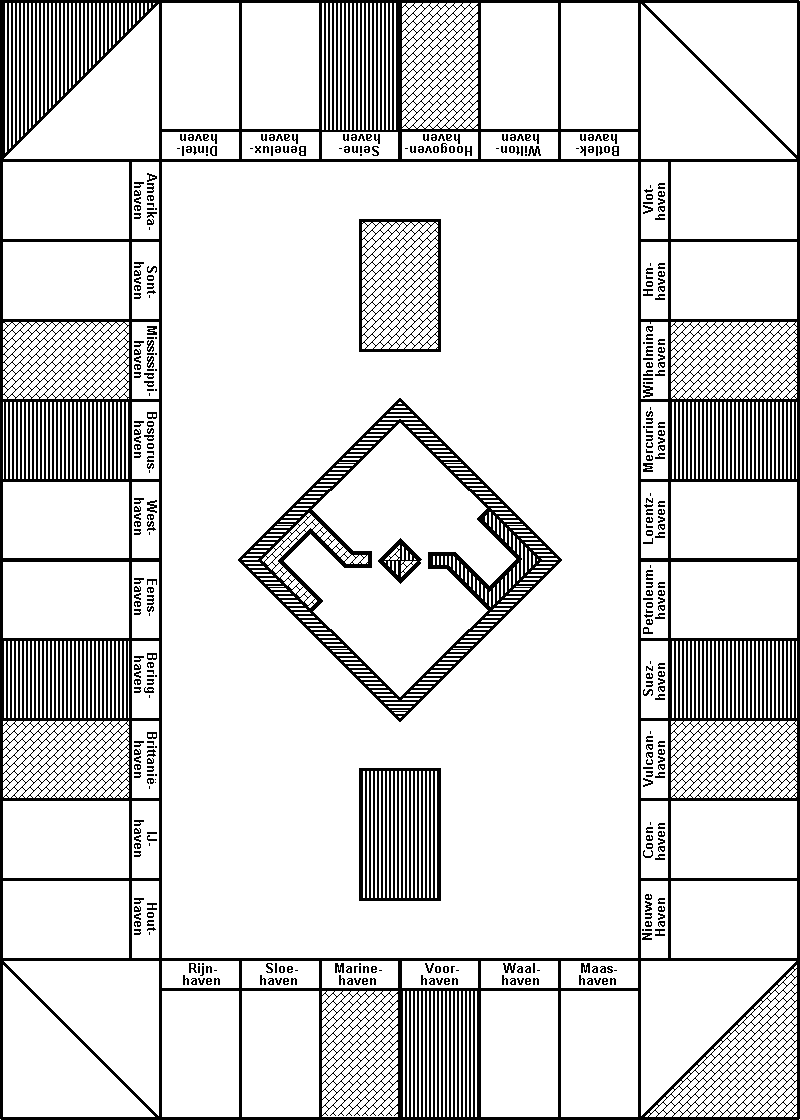 Dintel-
haven
Benelux-
haven
Seine-
haven
Hoogoven-
haven
Wilton-
haven
Botlek-
haven
Amerika-
haven
Sont-
haven
Mississippi-
haven
Bosporus-
haven
West-
haven
Eems-
haven
Bering-
haven
Brittanië-
haven
IJ-
haven
Hout-
haven
Vlot-
haven
Horn-
haven
Wilhelmina-
haven
Mercurius-
haven
Lorentz-
haven
Petroleum-
haven
Suez-
haven
Vulcaan-
haven
Coen-
haven
Nieuwe
Haven
Rijn-
haven
Sloe-
haven
Marine-
haven
Voor-
haven
Waal-
haven
Maas-
haven